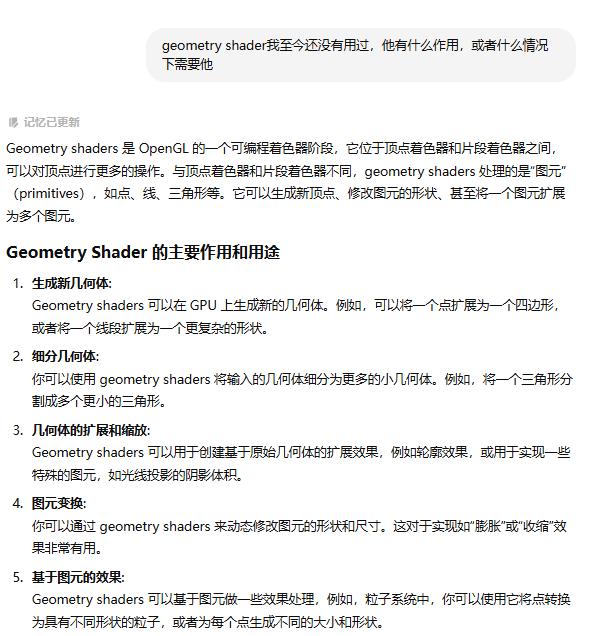 geometry shader我至今还没有用过，他有什么作用，或者什么情况
下需要他
记忆已更新
Geometry shaders 是 OpenGL 的一个可编程着色器阶段，它位于顶点着色器和片段着色器之间，
可以对顶点进行更多的操作。与顶点着色器和片段着色器不同，geometry shaders 处理的是“图元”
（primitives），如点、线、三角形等。它可以生成新顶点、修改图元的形状、甚至将一个图元扩展
为多个图元。
Geometry Shader 的主要作用和用途
1. 生成新几何体:
Geometry shaders 可以在 GPU 上生成新的几何体。例如，可以将一个点扩展为一个四边形，
或者将一个线段扩展为一个更复杂的形状。
2. 细分几何体:
你可以使用 geometry shaders 将输入的几何体细分为更多的小几何体。例如，将一个三角形分
割成多个更小的三角形。
3. 几何体的扩展和缩放:
Geometry shaders 可以用于创建基于原始几何体的扩展效果，例如轮廓效果，或用于实现一些
特殊的图元，如光线投影的阴影体积。
4. 图元变换:
你可以通过 geometry shaders 来动态修改图元的形状和尺寸。这对于实现如“膨胀”或“收缩”效
果非常有用。
5. 基于图元的效果:
Geometry shaders 可以基于图元做一些效果处理，例如，粒子系统中，你可以使用它将点转换
为具有不同形状的粒子，或者为每个点生成不同的大小和形状。